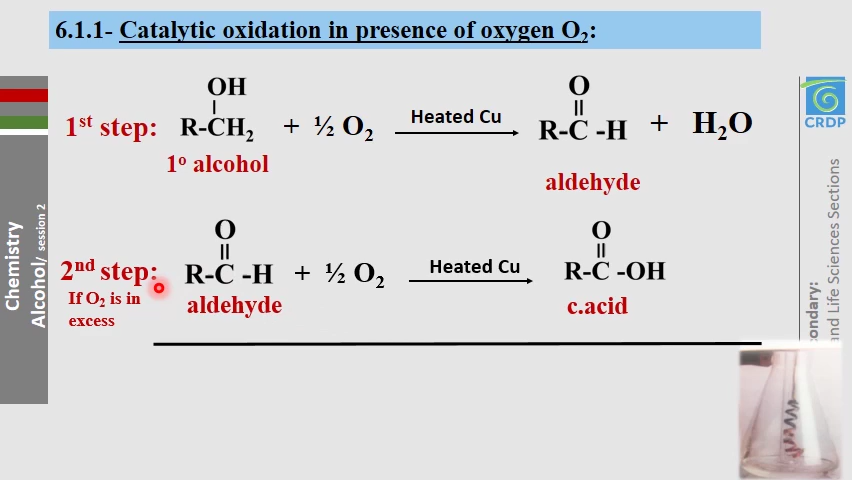 6.1.1- Catalytic oxidation in presence of oxygen O₂:
OH
1st step: R-CH₂ + ½ O₂ Heated Cu R-C-H + H₂O
O
1º alcohol
aldehyde
O
2nd step: R-C-H + ½ O₂ Heated Cu R-C-OH
O
If O₂ is in
excess
aldehyde
c.acid
Chemistry
Alcohol/ session 2
CRDP
ondary:
and Life Sciences Sections